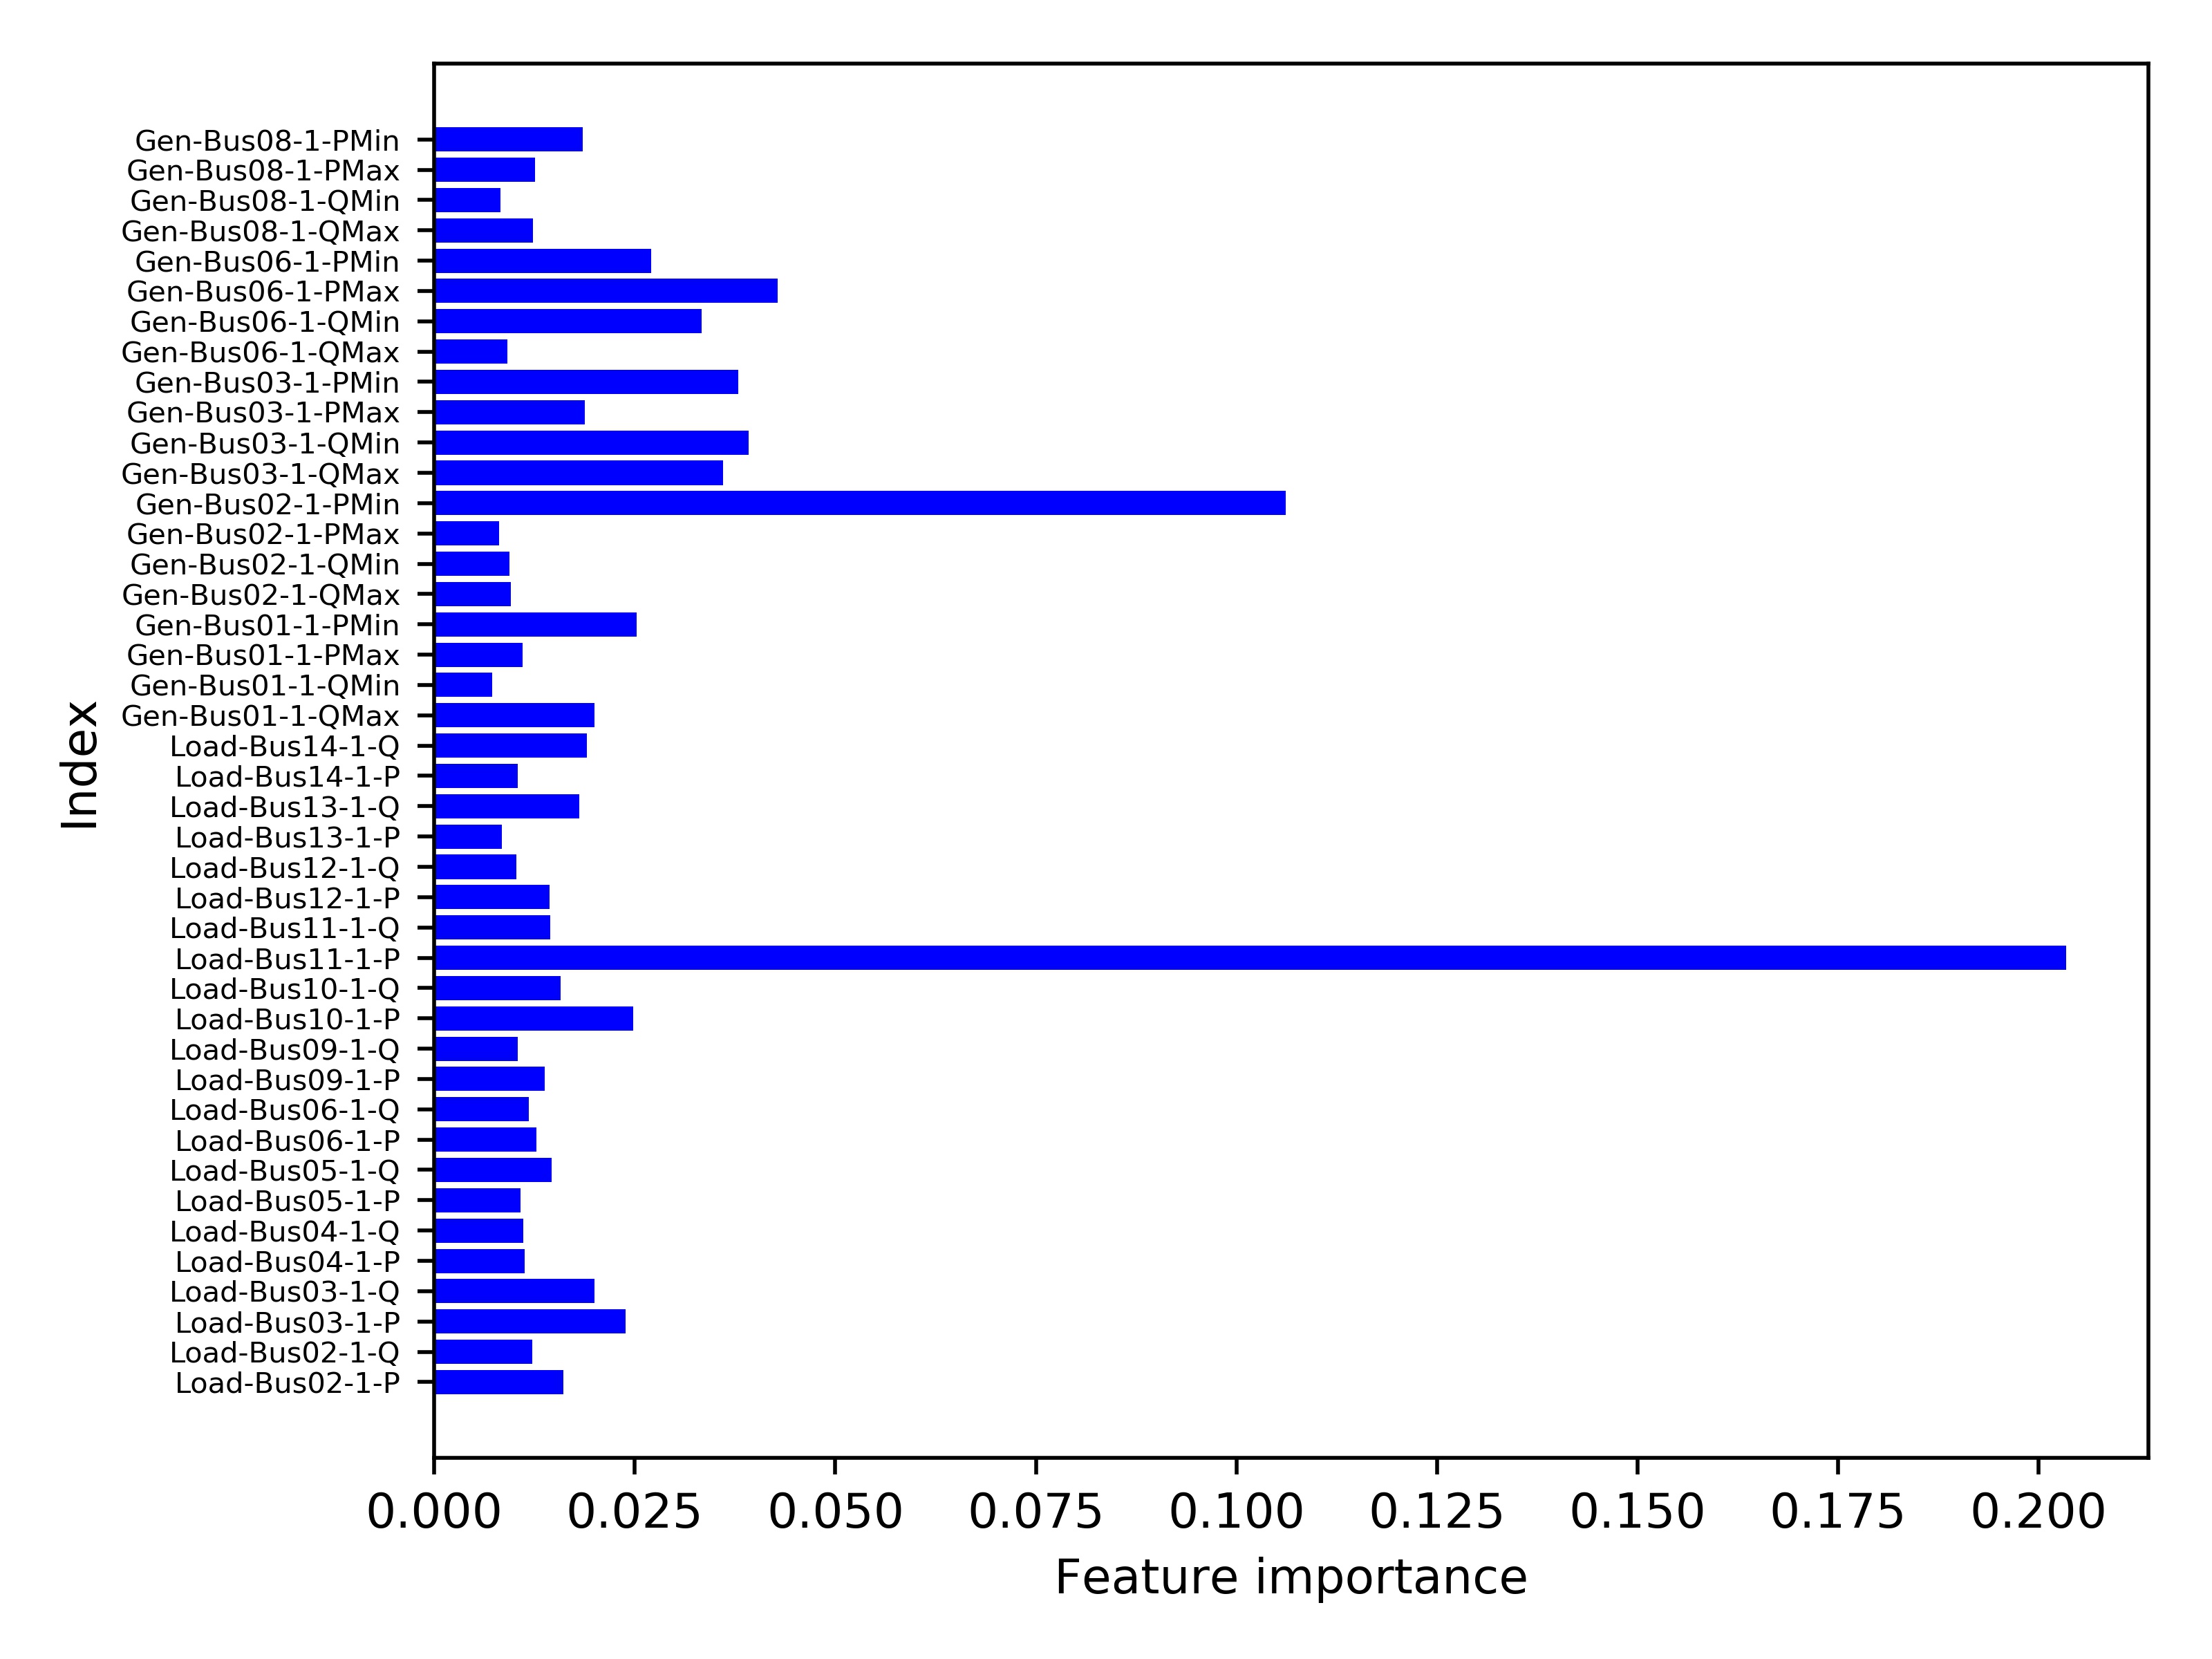 Gen-Bus08-1-PMin
Gen-Bus08-1-PMax
Gen-Bus08-1-QMin
Gen-Bus08-1-QMax
Gen-Bus06-1-PMin
Gen-Bus06-1-PMax
Gen-Bus06-1-QMin
Gen-Bus06-1-QMax
Gen-Bus03-1-PMin
Gen-Bus03-1-PMax
Gen-Bus03-1-QMin
Gen-Bus03-1-QMax
Gen-Bus02-1-PMin
Gen-Bus02-1-PMax
Gen-Bus02-1-QMin
Gen-Bus02-1-QMax
Gen-Bus01-1-PMin
Gen-Bus01-1-PMax
Gen-Bus01-1-QMin
Gen-Bus01-1-QMax
Load-Bus14-1-Q
Load-Bus14-1-P
Load-Bus13-1-Q
Load-Bus13-1-P
Load-Bus12-1-Q
Load-Bus12-1-P
Load-Bus11-1-Q
Load-Bus11-1-P
Load-Bus10-1-Q
Load-Bus10-1-P
Load-Bus09-1-Q
Load-Bus09-1-P
Load-Bus06-1-Q
Load-Bus06-1-P
Load-Bus05-1-Q
Load-Bus05-1-P
Load-Bus04-1-Q
Load-Bus04-1-P
Load-Bus03-1-Q
Load-Bus03-1-P
Load-Bus02-1-Q
Load-Bus02-1-P
Index
0.000 0.025 0.050 0.075 0.100 0.125 0.150 0.175 0.200
Feature importance